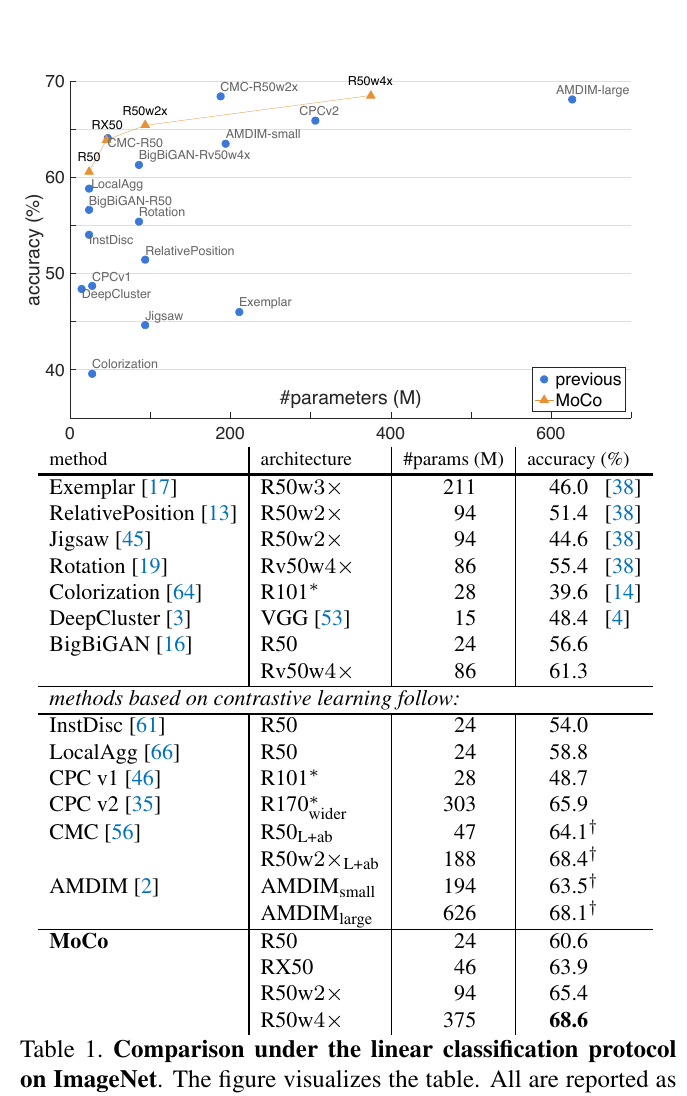 70
60
50
40
accuracy (%)
R50w4x
CMC-R50w2x
AMDIM-large
R50w2x
CPCv2
RX50
AMDIM-small
CMC-R50
R50
BigBiGAN-Rv50w4x
LocalAgg
BigBiGAN-R50
Rotation
InstDisc
RelativePosition
CPCv1
DeepCluster
Exemplar
Jigsaw
Colorization
previous
MoCo
#parameters (M)
0 200 400 600
method architecture #params (M) accuracy (%)
Exemplar [17] R50w3× 211 46.0 [38]
RelativePosition [13] R50w2× 94 51.4 [38]
Jigsaw [45] R50w2× 94 44.6 [38]
Rotation [19] Rv50w4× 86 55.4 [38]
Colorization [64] R101* 28 39.6 [14]
DeepCluster [3] VGG [53] 15 48.4 [4]
BigBiGAN [16] R50 24 56.6
Rv50w4× 86 61.3
methods based on contrastive learning follow:
InstDisc [61] R50 24 54.0
LocalAgg [66] R50 24 58.8
CPC v1 [46] R101* 28 48.7
CPC v2 [35] R170*wider 303 65.9
CMC [56] R50L+ab 47 64.1†
R50w2×L+ab 188 68.4†
AMDIM [2] AMDIMsmall 194 63.5†
AMDIMlarge 626 68.1†
MoCo R50 24 60.6
RX50 46 63.9
R50w2× 94 65.4
R50w4× 375 68.6
Table 1. Comparison under the linear classification protocol
on ImageNet. The figure visualizes the table. All are reported as